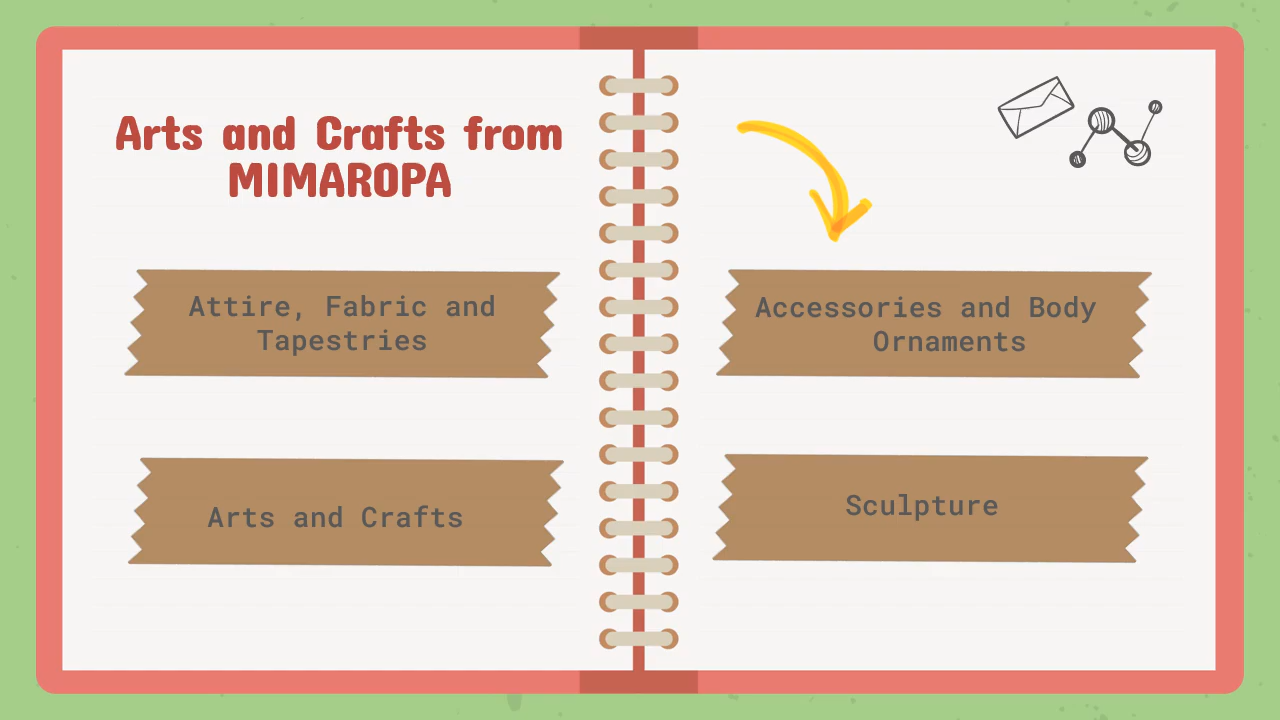 Arts and Crafts from
MIMAROPA
Attire, Fabric and
Tapestries
Arts and Crafts
Accessories and Body
Ornaments
Sculpture